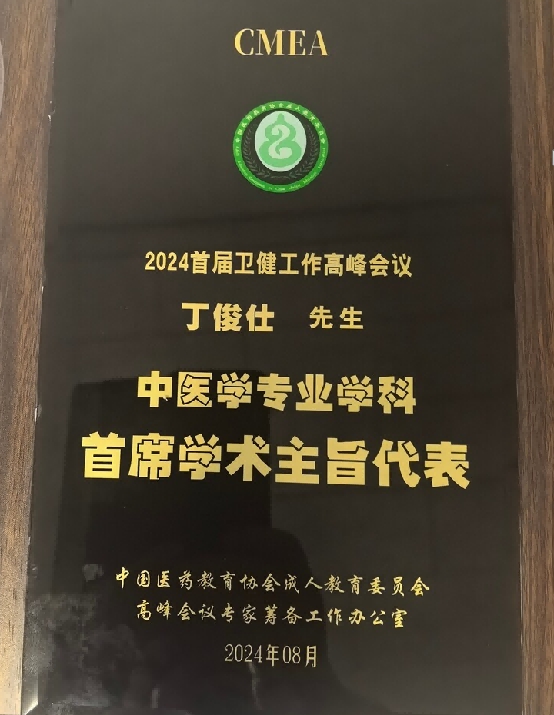 CMEA
2024首届卫健工作高峰会议
丁俊仕 先生
中医学专业学科
首席学术主旨代表
中国医药教育协会成人教育委员会
高峰会议专家筹备工作办公室
2024年08月